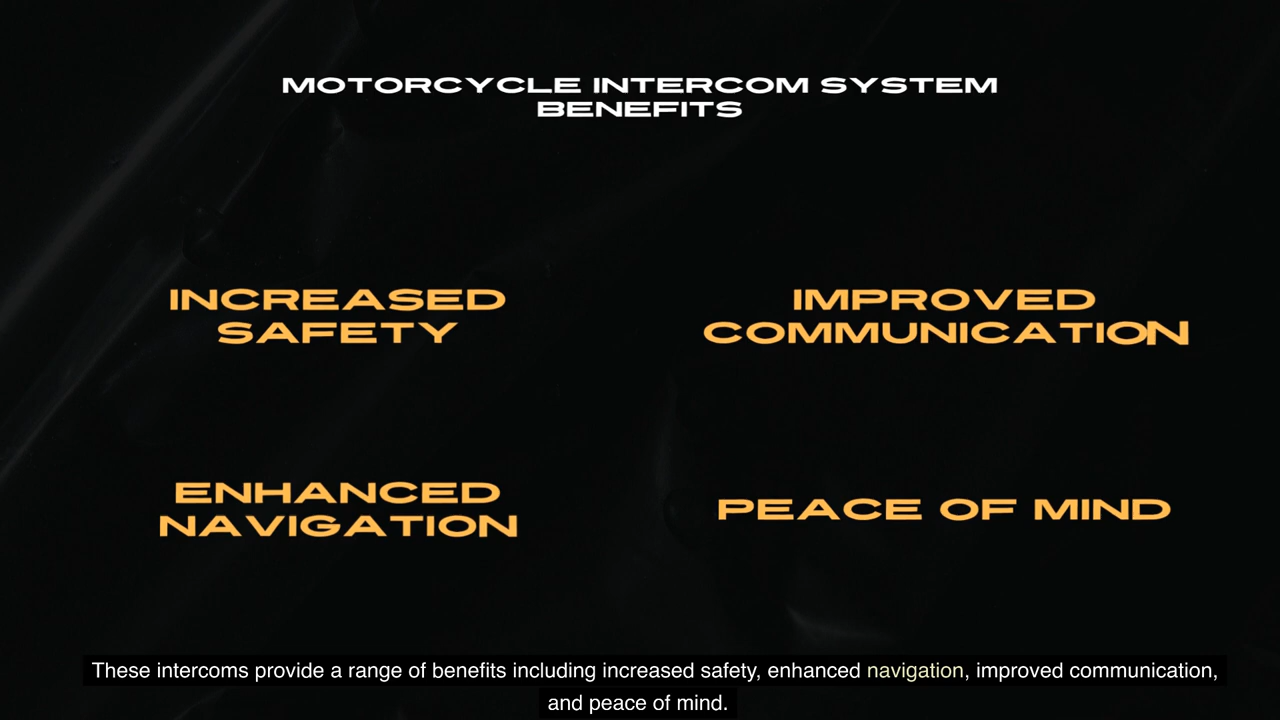 MOTORCYCLE INTERCOM SYSTEM
BENEFITS
INCREASED
SAFETY
IMPROVED
COMMUNICATION
ENHANCED
NAVIGATION
PEACE OF MIND
These intercoms provide a range of benefits including increased safety, enhanced navigation, improved communication,
and peace of mind.